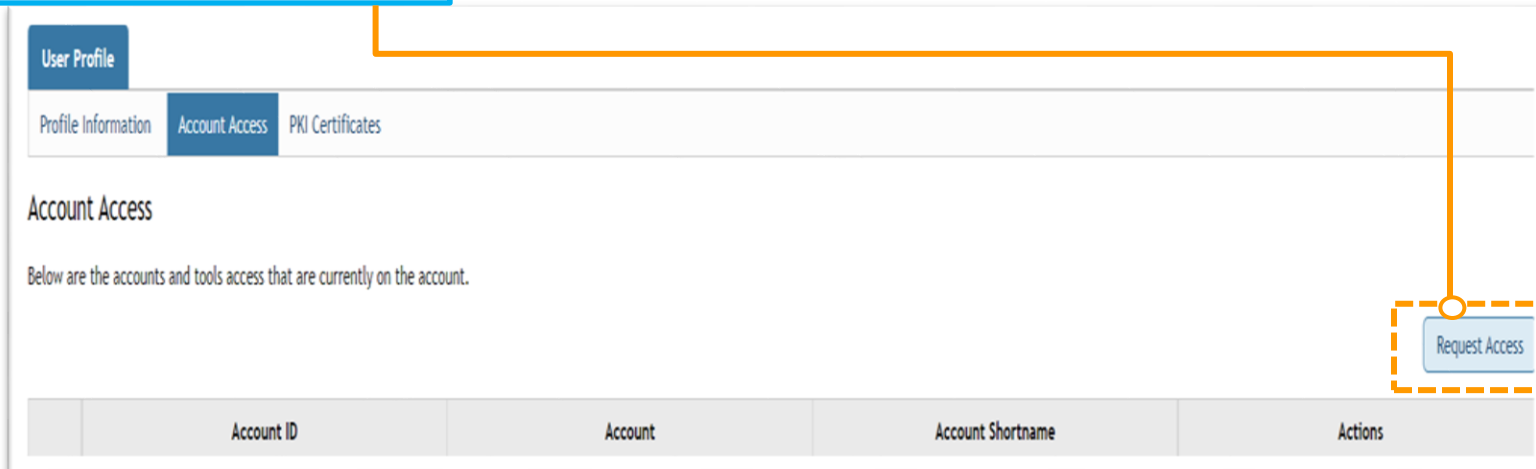 User Profile
Profile Information Account Access PKI Certificates
Account Access
Below are the accounts and tools access that are currently on the account.
Request Access
Account ID Account Account Shortname Actions